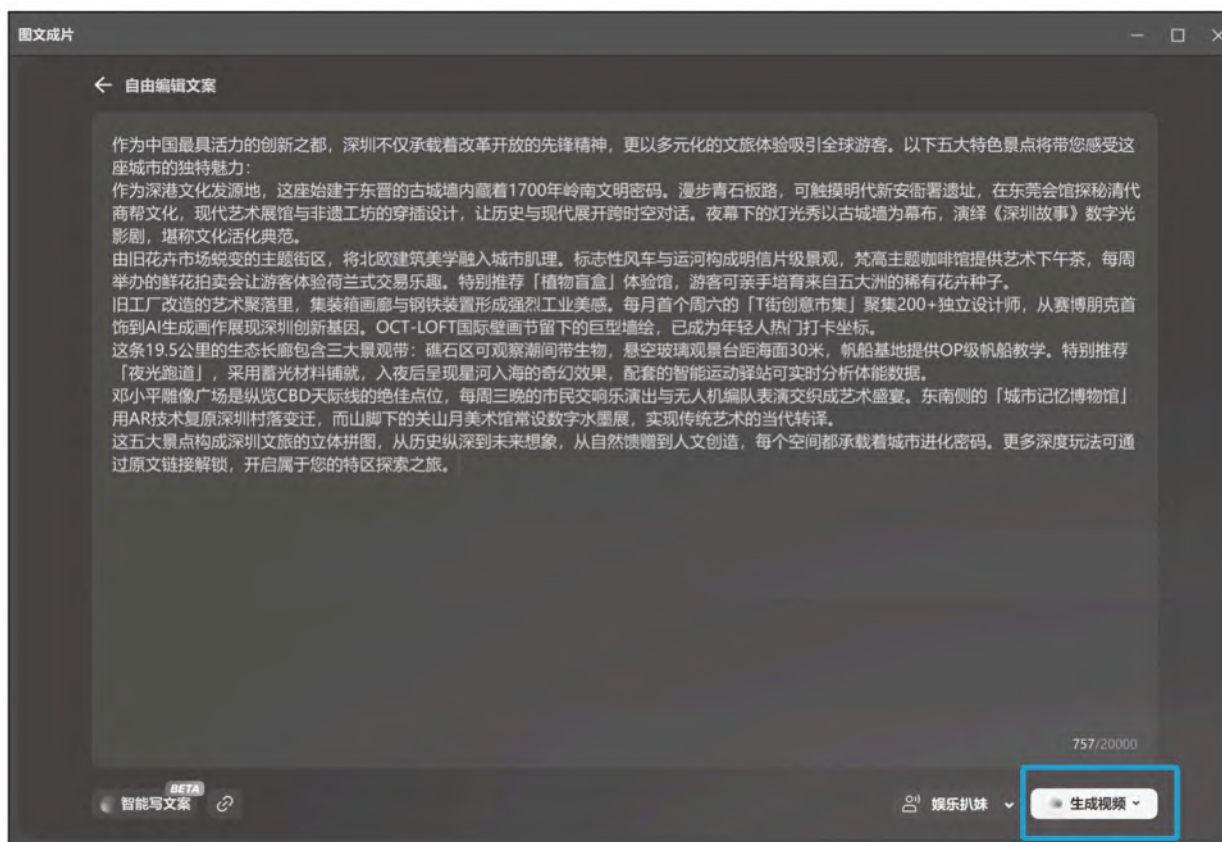 图文成片
自由编辑文案
作为中国最具活力的创新之都，深圳不仅承载着改革开放的先锋精神，更以多元化的文旅体验吸引全球游客。以下五大特色景点将带您感受这
座城市的独特魅力：
作为深港文化发源地，这座始建于东晋的古城墙内藏着1700年岭南文明密码。漫步青石板路，可触摸明代新安衙署遗址，在东莞会馆探秘清代
商帮文化，现代艺术展馆与非遗工坊的穿插设计，让历史与现代展开跨时空对话。夜幕下的灯光秀以古城墙为幕布，演绎《深圳故事》数字光
影剧，堪称文化活化典范。
由旧花卉市场蜕变的主题街区，将北欧建筑美学融入城市肌理。标志性风车与运河构成明信片级景观，梵高主题咖啡馆提供艺术下午茶，每周
举办的鲜花拍卖会让游客体验荷兰式交易乐趣。特别推荐「植物盲盒」体验馆，游客可亲手培育来自五大洲的稀有花卉种子。
旧工厂改造的艺术聚落里，集装箱画廊与钢铁装置形成强烈工业美感。每月首个周六的「T街创意市集」聚集200+独立设计师，从赛博朋克首
饰到AI生成画作展现深圳创新基因。OCT-LOFT国际壁画节留下的巨型墙绘，已成为年轻人热门打卡坐标。
这条19.5公里的生态长廊包含三大景观带：礁石区可观察潮间带生物，悬空玻璃观景台距海面30米，帆船基地提供OP级帆船教学。特别推荐
「夜光跑道」，采用蓄光材料铺就，入夜后呈现星河入海的奇幻效果，配套的智能运动驿站可实时分析体能数据。
邓小平雕像广场是纵览CBD天际线的绝佳点位，每周三晚的市民交响乐演出与无人机编队表演交织成艺术盛宴。东南侧的「城市记忆博物馆」
用AR技术复原深圳村落变迁，而山脚下的关山月美术馆常设数字水墨展，实现传统艺术的当代转译。
这五大景点构成深圳文旅的立体拼图，从历史纵深到未来想象，从自然馈赠到人文创造，每个空间都承载着城市进化密码。更多深度玩法可通
过原文链接解锁，开启属于您的特区探索之旅。
757/20000
智能写文案 BETA
娱乐扒妹
生成视频